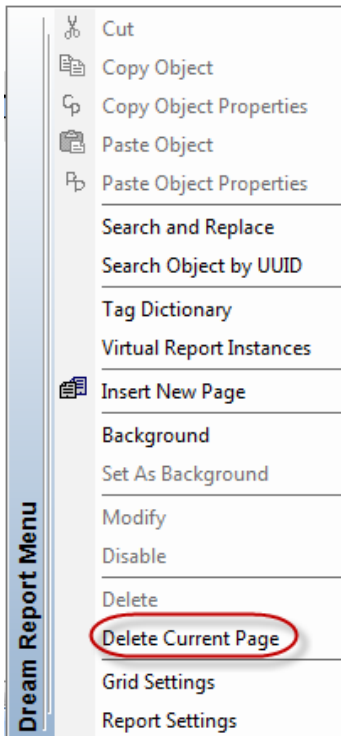 Cut
Copy Object
Copy Object Properties
Paste Object
Paste Object Properties
Search and Replace
Search Object by UUID
Tag Dictionary
Virtual Report Instances
Insert New Page
Background
Set As Background
Modify
Disable
Delete
Delete Current Page
Grid Settings
Report Settings
Dream Report Menu